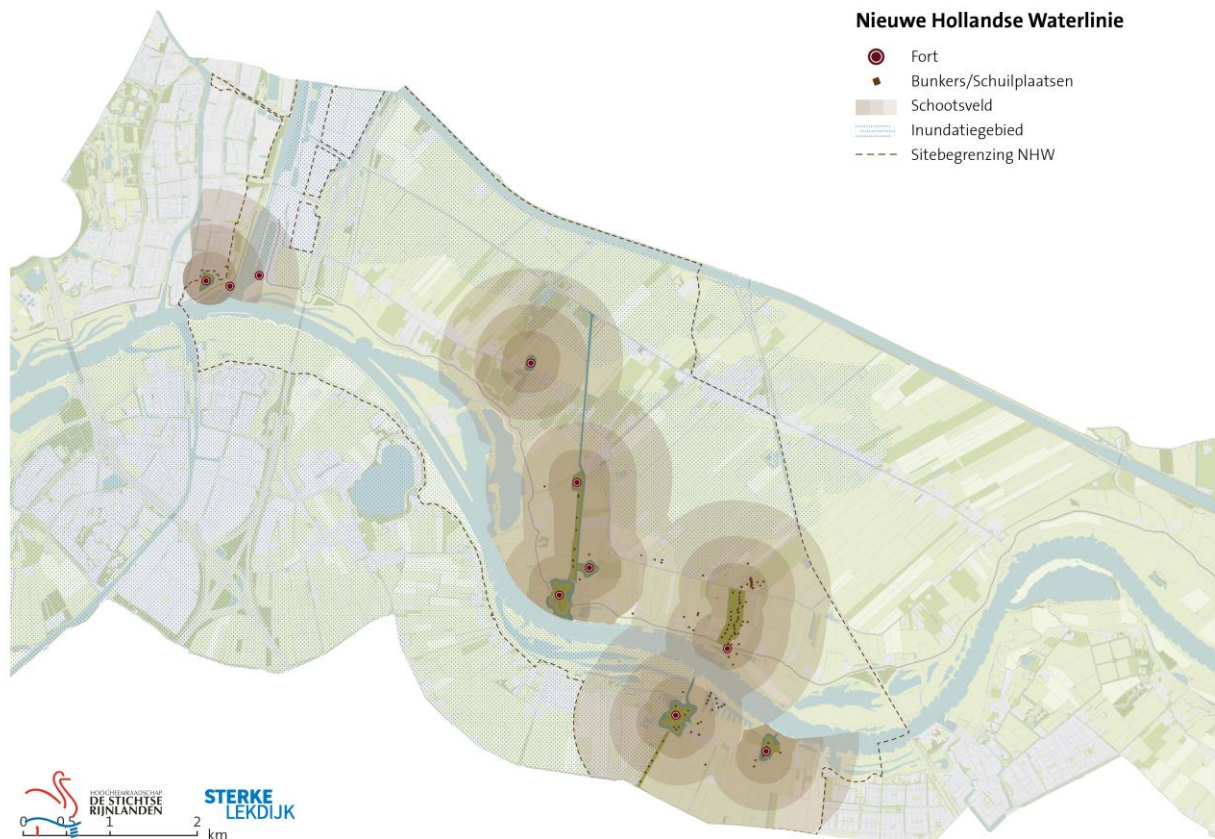 Nieuwe Hollandse Waterlinie
Fort
Bunkers/Schuilplaatsen
Schootsveld
Inundatiegebied
Sitebegrenzing NHW
HOOGHEEMRAADSCHAP
DE STICHTSE
RIJNLANDEN
STERKE
LEKDIJK
0 0,5 1 2
km